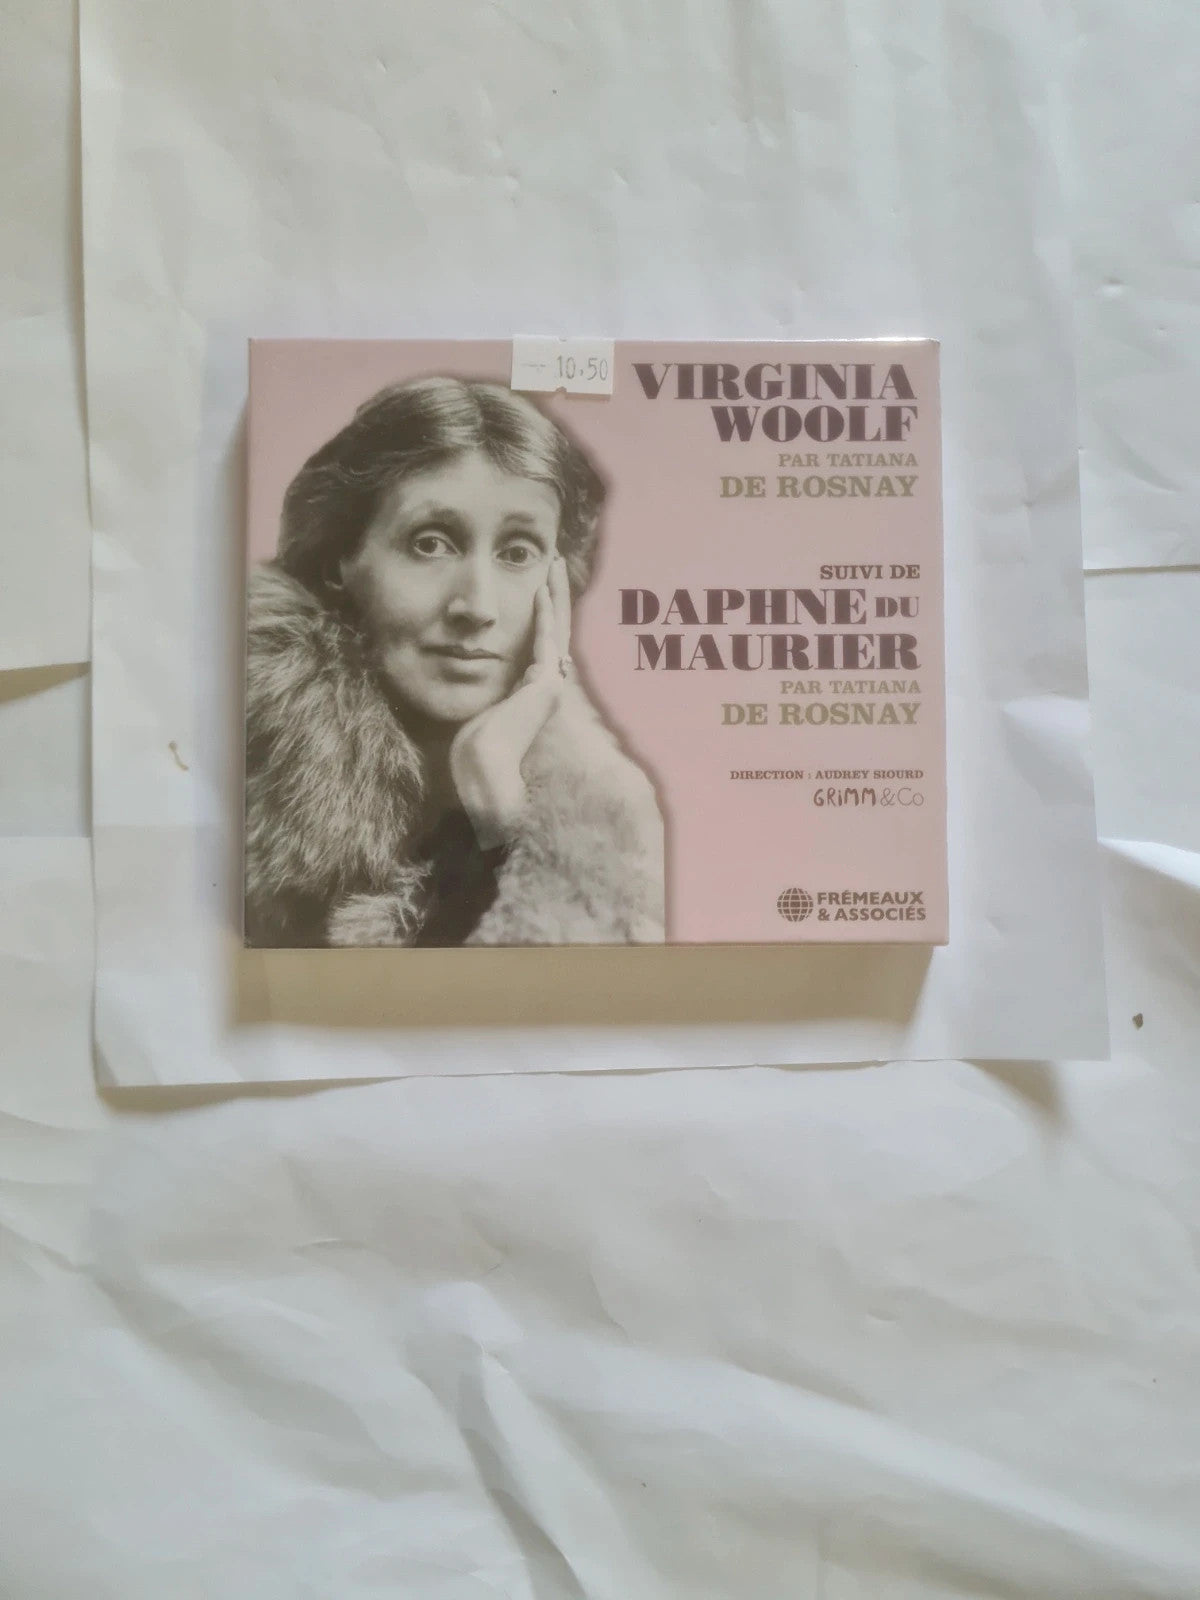 10.50
VIRGINIA
WOOLF
PAR TATIANA
DE ROSNAY
SUIVI DE
DAPHNE DU
MAURIER
PAR TATIANA
DE ROSNAY
DIRECTION : AUDREY SIOURD
GRiMM & Co
FRÉMEAUX
& ASSOCIÉS